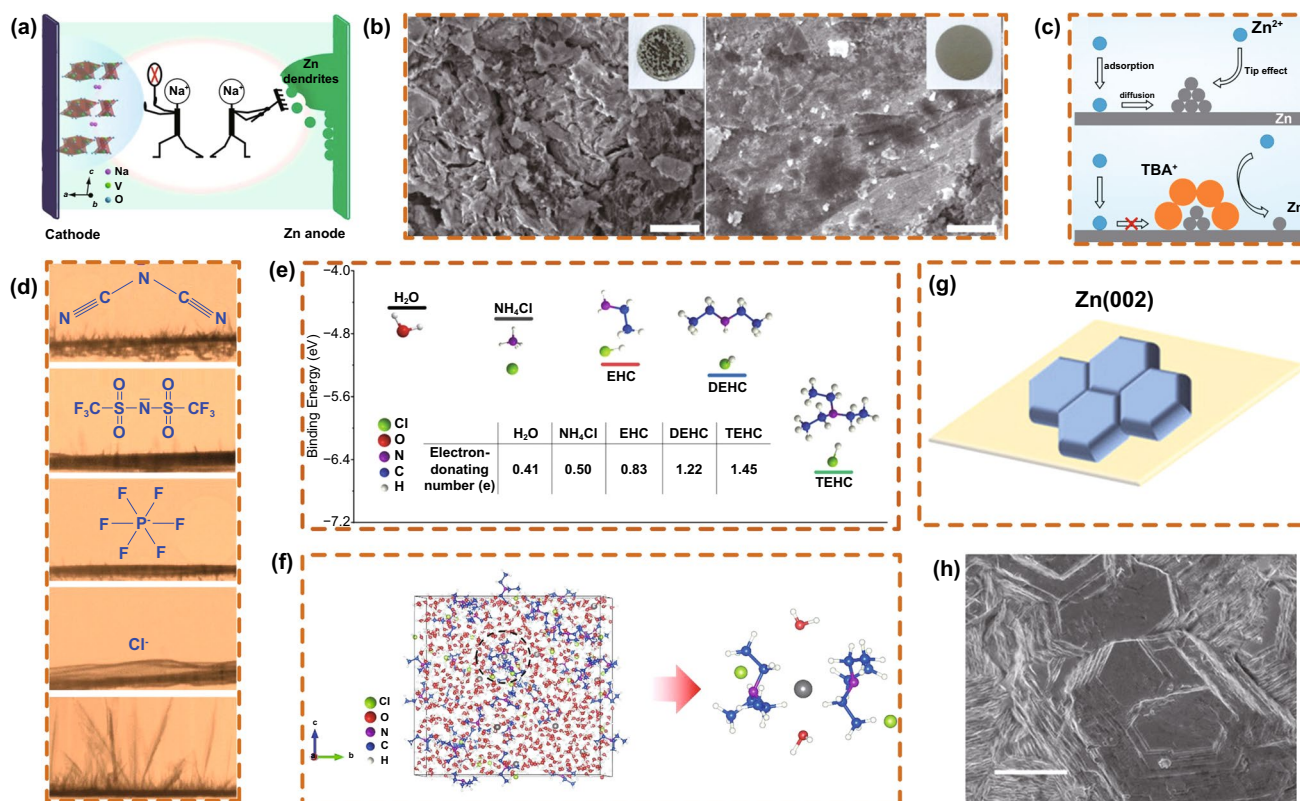 (a)
Zn
dendrites
Na⁺
Na⁺
Na
V
O
c
a
b
Cathode
Zn anode
(b)
(c)
Zn²⁺
adsorption
Tip effect
diffusion
Zn
TBA⁺
(d)
N
C
C
N
N
O
O
F₃C
S
N
S
CF₃
O
O
F
F
F
P⁻
F
F
F
Cl⁻
(e)
Binding Energy (eV)
−4.0
−4.8
−5.6
−6.4
−7.2
H₂O
NH₄Cl
EHC
DEHC
TEHC
Cl
O
N
C
H
H₂O NH₄Cl EHC DEHC TEHC
Electron-
donating
number (e)
0.41 0.50 0.83 1.22 1.45
(f)
Cl
O
N
C
H
c
b
(g)
Zn(002)
(h)